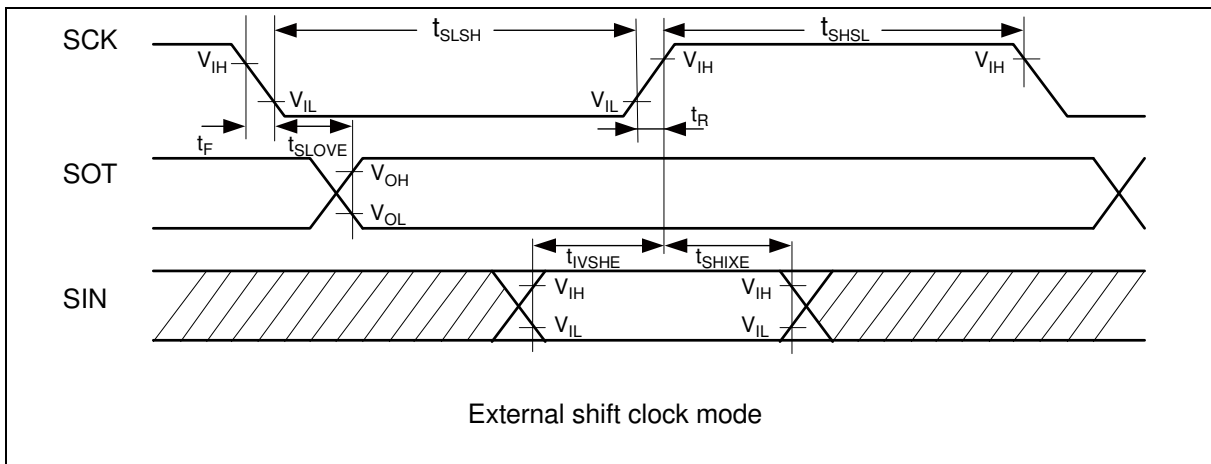 SCK
tSLSH
tSHSL
VIH
VIH
VIH
VIL
VIL
tR
tF
tSLOVE
SOT
VOH
VOL
tIVSHE
tSHIXE
SIN
VIH
VIH
VIL
VIL
External shift clock mode